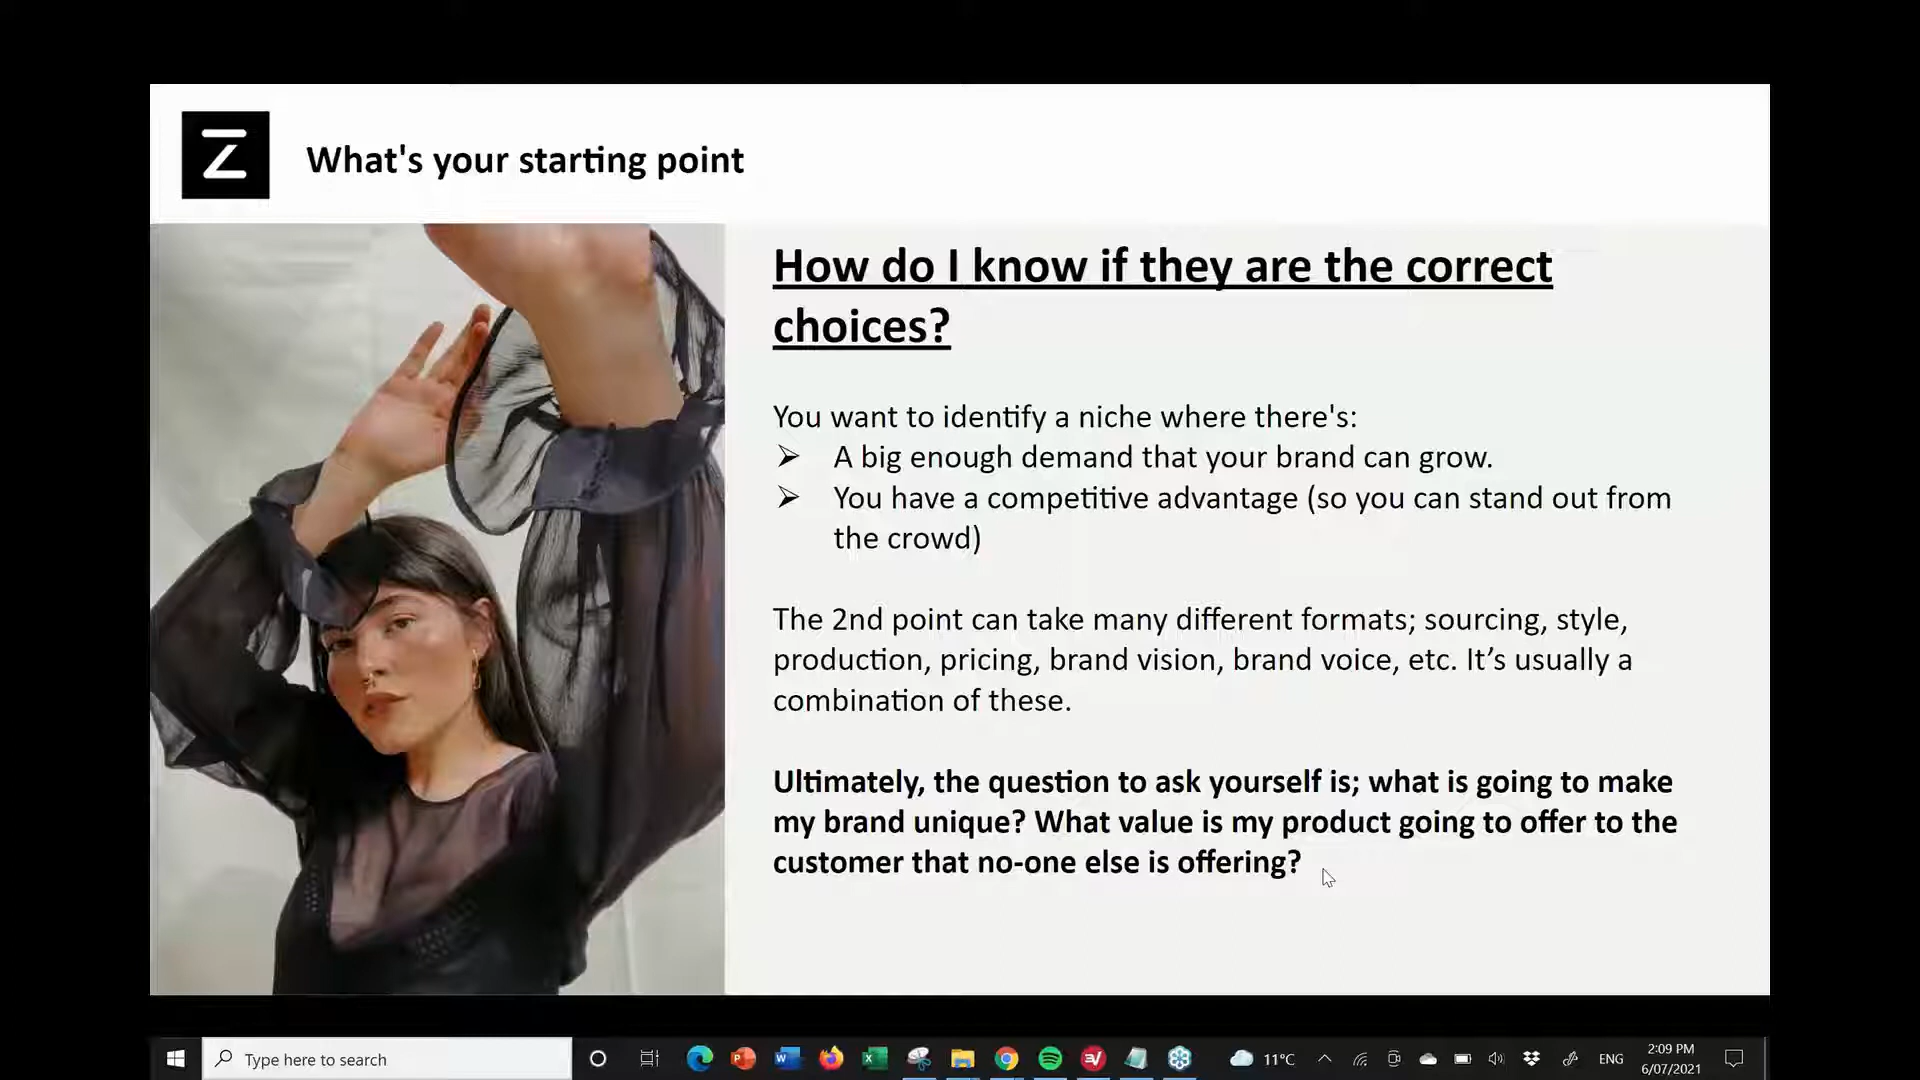 Z
What's your starting point
How do I know if they are the correct
choices?
You want to identify a niche where there's:
➢ A big enough demand that your brand can grow.
➢ You have a competitive advantage (so you can stand out from
the crowd)
The 2nd point can take many different formats; sourcing, style,
production, pricing, brand vision, brand voice, etc. It’s usually a
combination of these.
Ultimately, the question to ask yourself is; what is going to make
my brand unique? What value is my product going to offer to the
customer that no-one else is offering?
Type here to search
11°C
ENG
2:09 PM
6/07/2021